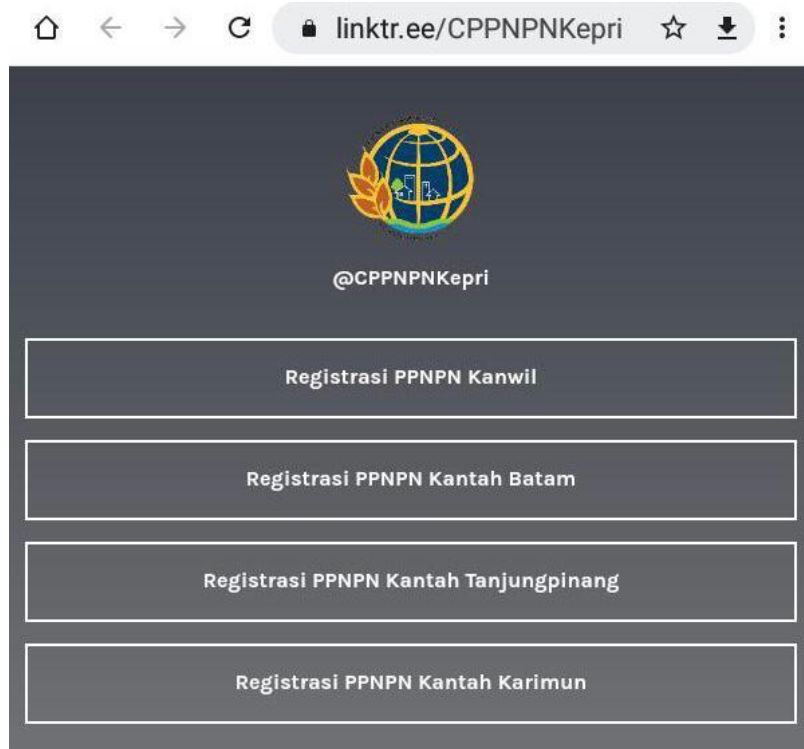 linktr.ee/CPPNPNKepri
@CPPNPNKepri
Registrasi PPNPN Kanwil
Registrasi PPNPN Kantah Batam
Registrasi PPNPN Kantah Tanjungpinang
Registrasi PPNPN Kantah Karimun